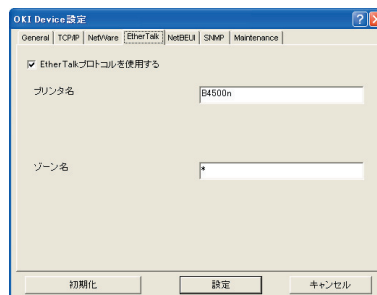 OKI Device設定
General TCP/IP NetWare EtherTalk NetBEUI SNMP Maintenance
EtherTalkプロトコルを使用する
プリンタ名 B4500n
ゾーン名 *
初期化 設定 キャンセル